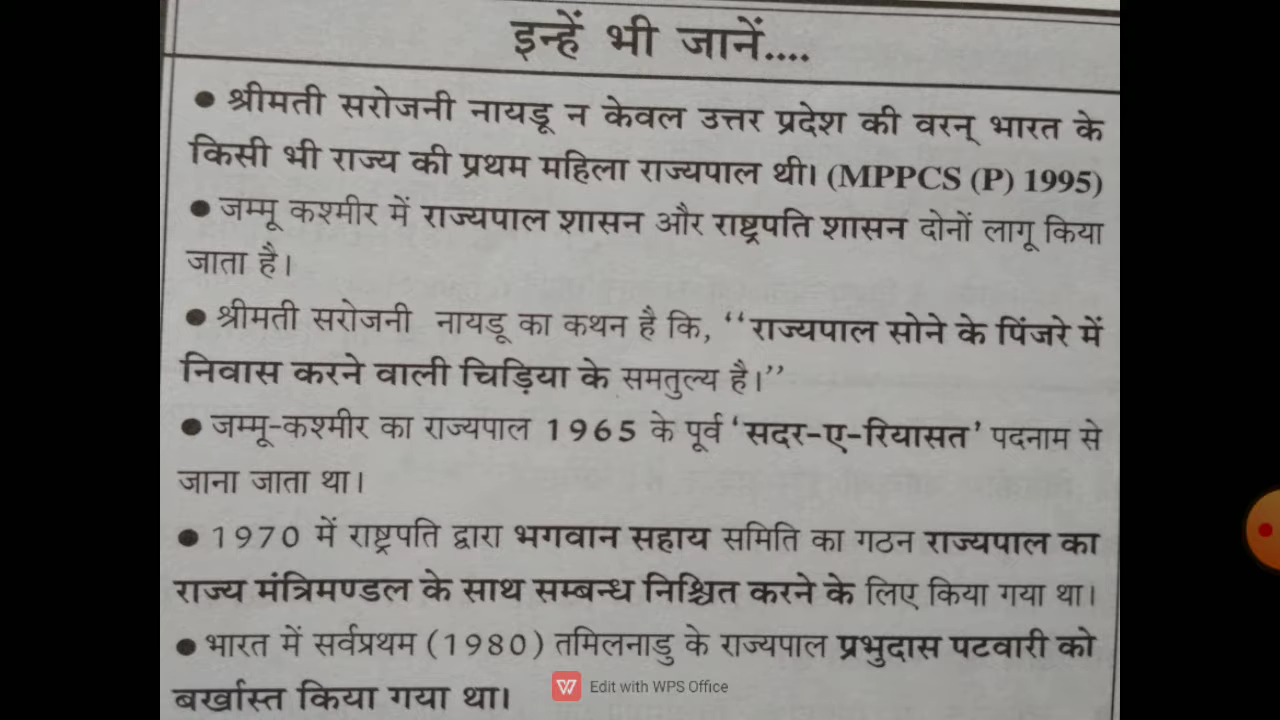 इन्हें भी जानें....
● श्रीमती सरोजनी नायडू न केवल उत्तर प्रदेश की वरन् भारत के
किसी भी राज्य की प्रथम महिला राज्यपाल थी। (MPPCS (P) 1995)
● जम्मू कश्मीर में राज्यपाल शासन और राष्ट्रपति शासन दोनों लागू किया
जाता है।
● श्रीमती सरोजनी नायडू का कथन है कि, ‘‘राज्यपाल सोने के पिंजरे में
निवास करने वाली चिड़िया के समतुल्य है।’’
● जम्मू-कश्मीर का राज्यपाल 1965 के पूर्व ‘सदर-ए-रियासत’ पदनाम से
जाना जाता था।
● 1970 में राष्ट्रपति द्वारा भगवान सहाय समिति का गठन राज्यपाल का
राज्य मंत्रिमण्डल के साथ सम्बन्ध निश्चित करने के लिए किया गया था।
● भारत में सर्वप्रथम (1980) तमिलनाडु के राज्यपाल प्रभुदास पटवारी को
बर्खास्त किया गया था।
Edit with WPS Office